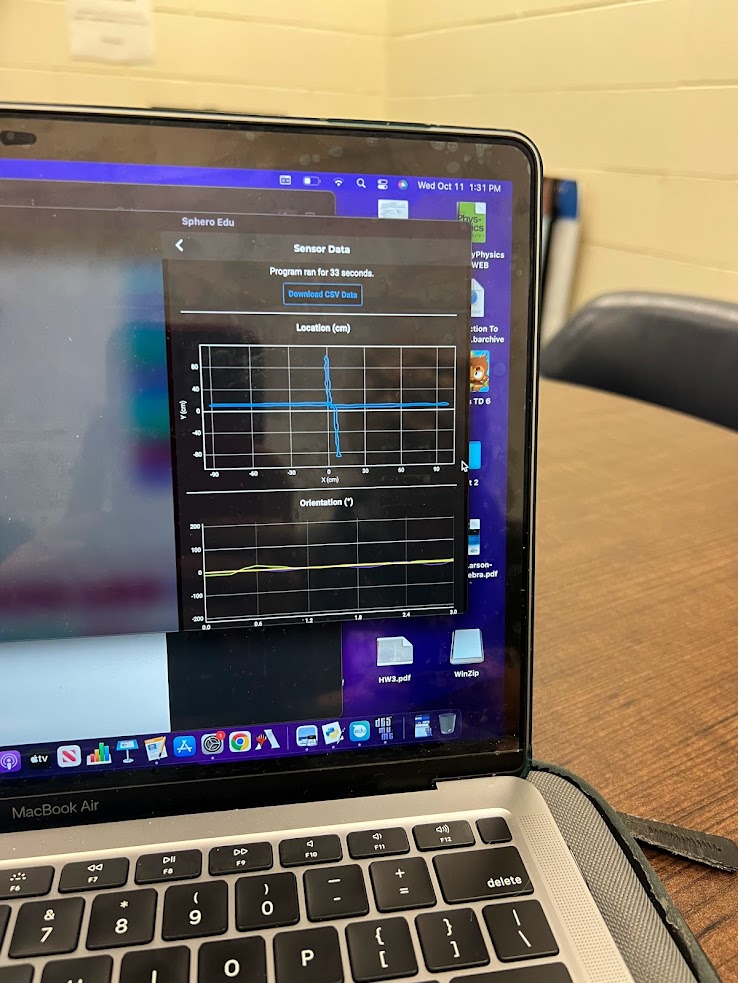 Wed Oct 11 1:31 PM
Sphero Edu
Sensor Data
Program ran for 33 seconds.
Download CSV Data
Location (cm)
80
40
0
-40
-80
Y (cm)
-90
-60
-30
0
30
60
90
X (cm)
Orientation (°)
200
100
0
-100
-200
0.0
0.6
1.2
1.8
2.4
3.0
Phys-
ics
yPhysics
WEB
ction To
.barchive
s TD 6
t 2
arson-
ebra.pdf
HW3.pdf
WinZip
tv
1
edu
MacBook Air
F6
F7
F8
F9
F10
F11
F12
& 7
* 8
( 9
) 0
_ -
+ =
delete
O
P
{ [
} ]
| \